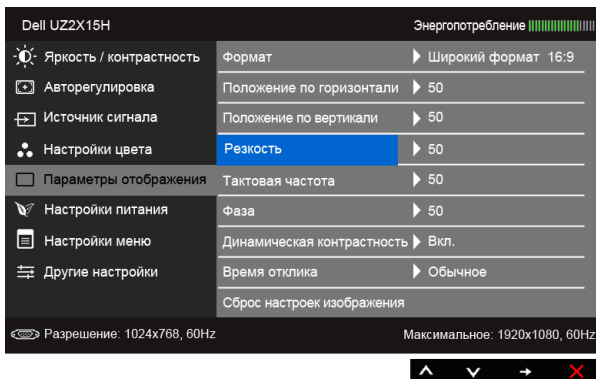 Dell UZ2X15H Энергопотребление
Яркость / контрастность Формат Широкий формат 16:9
Авторегулировка Положение по горизонтали 50
Источник сигнала Положение по вертикали 50
Настройки цвета Резкость 50
Параметры отображения Тактовая частота 50
Настройки питания Фаза 50
Настройки меню Динамическая контрастность Вкл.
Другие настройки Время отклика Обычное
Сброс настроек изображения
Разрешение: 1024x768, 60Hz Максимальное: 1920x1080, 60Hz